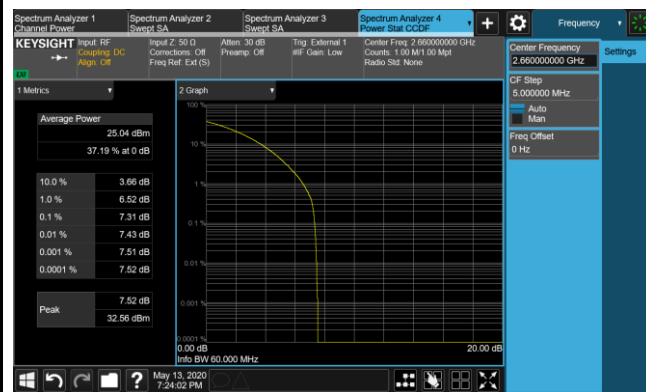 Spectrum Analyzer 1
Channel Power
Spectrum Analyzer 2
Swept SA
Spectrum Analyzer 3
Swept SA
Spectrum Analyzer 4
Power Stat CCDF
Frequency
KEYSIGHT
Input: RF
Coupling: DC
Align: Off
Input Z: 50 Ω
Corrections: Off
Freq Ref: Ext (S)
Atten: 30 dB
Preamp: Off
Trig: External 1
#IF Gain: Low
Center Freq: 2.660000000 GHz
Counts: 1.00 M/1.00 Mpt
Radio Std: None
LXI
Center Frequency
2.660000000 GHz
Settings
CF Step
5.000000 MHz
Auto
Man
Freq Offset
0 Hz
1 Metrics
Average Power
25.04 dBm
37.19 % at 0 dB
10.0 % 3.66 dB
1.0 % 6.52 dB
0.1 % 7.31 dB
0.01 % 7.43 dB
0.001 % 7.51 dB
0.0001 % 7.52 dB
Peak
7.52 dB
32.56 dBm
2 Graph
100 %
10 %
1 %
0.1 %
0.01 %
0.001 %
0.0001 %
0.00 dB
20.00 dB
Info BW 60.000 MHz
?
May 13, 2020
7:24:02 PM